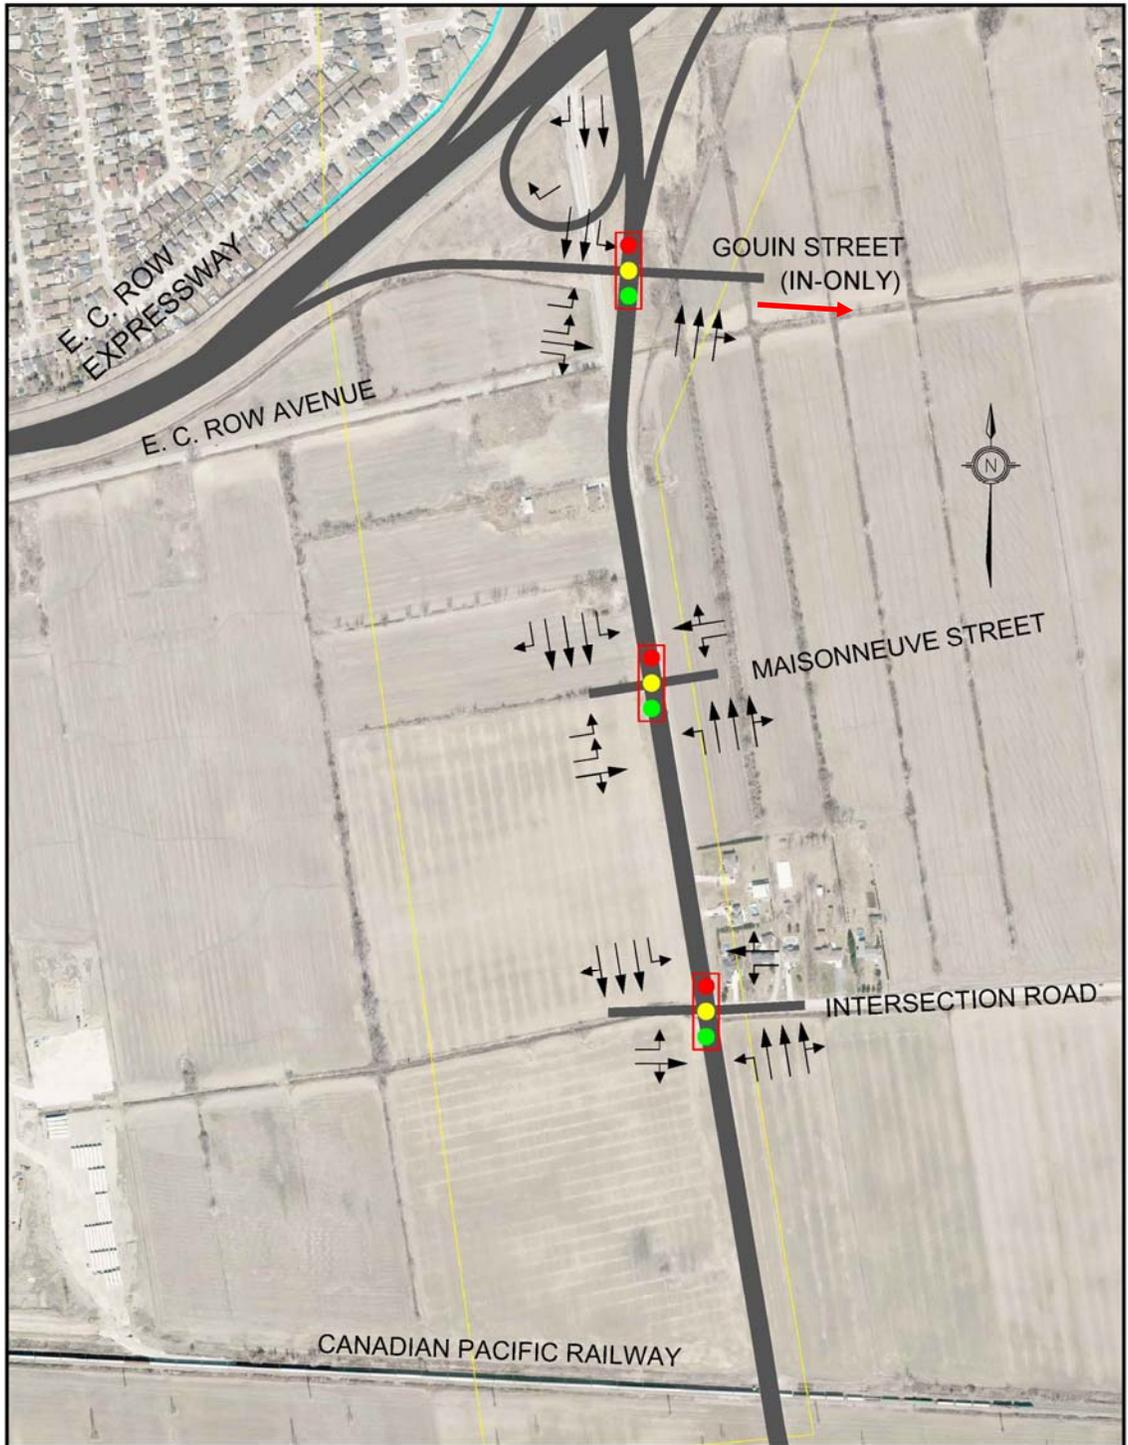 GOUIN STREET
(IN-ONLY)
E. C. ROW
EXPRESSWAY
E. C. ROW AVENUE
N
MAISONNEUVE STREET
INTERSECTION ROAD
CANADIAN PACIFIC RAILWAY